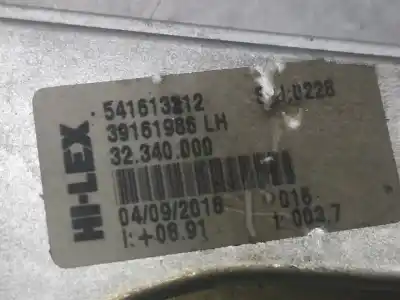 HI-LEX
541613212
39161986 LH
32.340.000
04/09/2018
I: +08.91